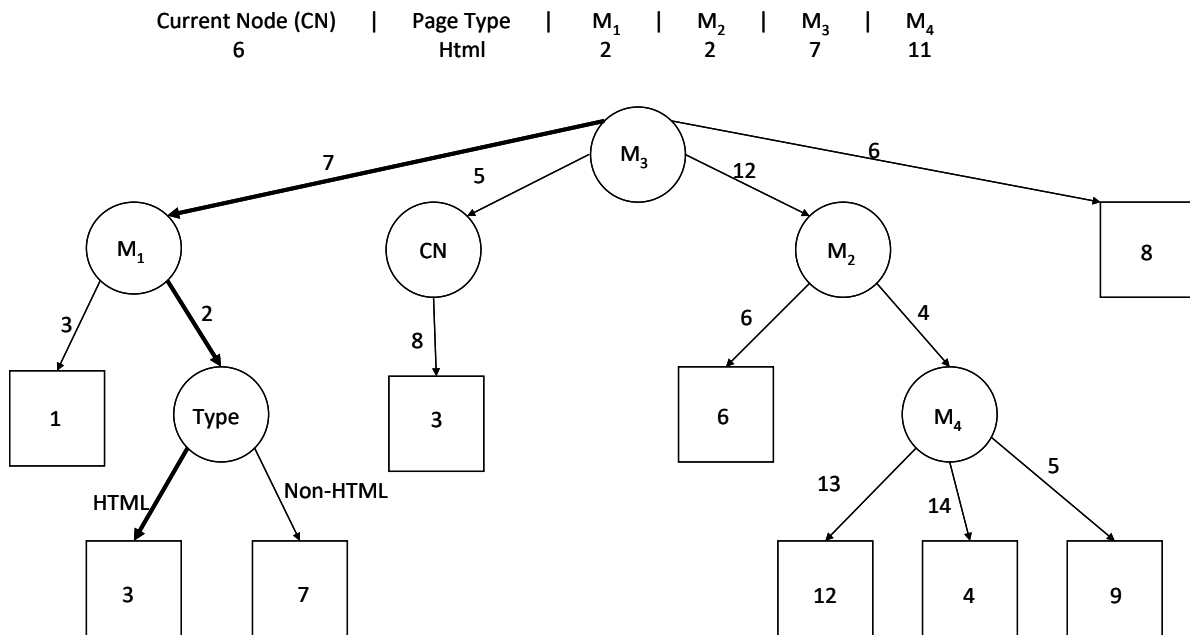 Current Node (CN) | Page Type | M1 | M2 | M3 | M4
6 Html 2 2 7 11
M3
7 5 12 6
M1 CN M2 8
3 2 8 6 4
1 Type 3 6 M4
HTML Non-HTML 13 14 5
3 7 12 4 9